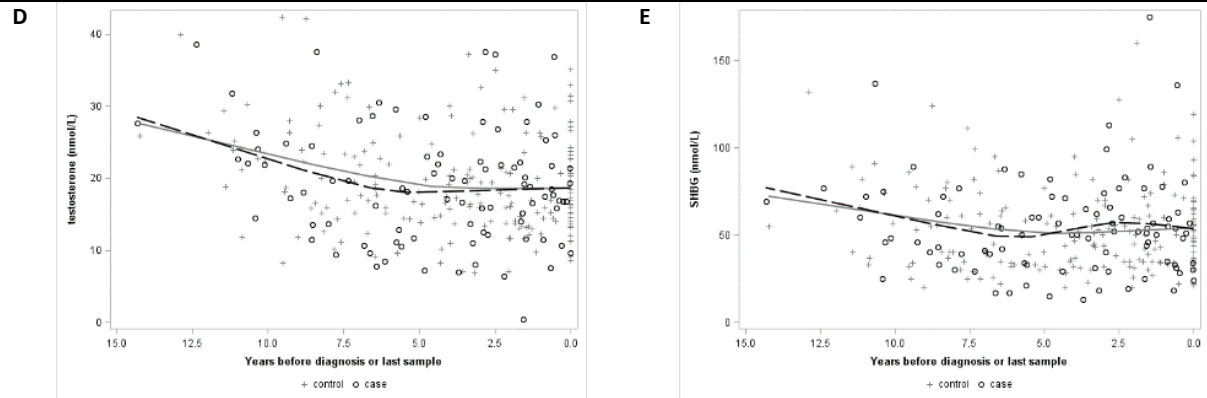 D
E
testosterone (nmol/L)
40
30
20
10
0
15.0 12.5 10.0 7.5 5.0 2.5 0.0
Years before diagnosis or last sample
+ control o case
SHBG (nmol/L)
150
100
50
0
15.0 12.5 10.0 7.5 5.0 2.5 0.0
Years before diagnosis or last sample
+ control o case